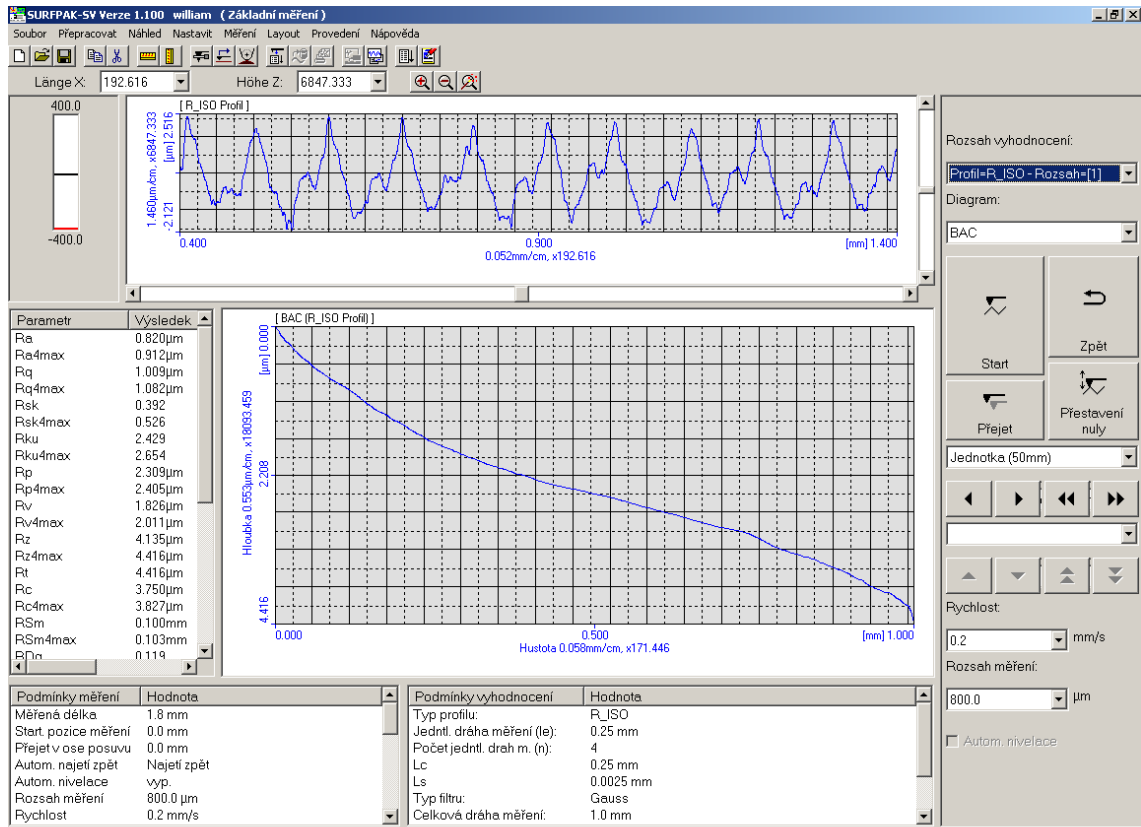 SURFPAK-SV Verze 1.100 william ( Základní měření )
Soubor Přepracovat Náhled Nastavit Měření Layout Provedení Nápověda
Länge X: 192.616 Höhe Z: 6847.333
400.0
-400.0
[ R_ISO Profil ]
1.460µm/cm, x6847.333
-2.121 [µm] 2.516
0.400 0.900 [mm] 1.400
0.052mm/cm, x192.616
Parametr Výsledek
Ra 0.820µm
Ra4max 0.912µm
Rq 1.009µm
Rq4max 1.082µm
Rsk 0.392
Rsk4max 0.526
Rku 2.429
Rku4max 2.654
Rp 2.309µm
Rp4max 2.405µm
Rv 1.826µm
Rv4max 2.011µm
Rz 4.135µm
Rz4max 4.416µm
Rt 4.416µm
Rc 3.750µm
Rc4max 3.827µm
RSm 0.100mm
RSm4max 0.103mm
RDq 0.119
[ BAC (R_ISO Profil) ]
Hloubka 0.553µm/cm, x18093.459
4.416 2.208 [µm] 0.000
0.000 0.500 [mm] 1.000
Hustota 0.058mm/cm, x171.446
Podmínky měření Hodnota
Měřená délka 1.8 mm
Start. pozice měření 0.0 mm
Přejet v ose posuvu 0.0 mm
Autom. najetí zpět Najetí zpět
Autom. nivelace vyp.
Rozsah měření 800.0 µm
Rychlost 0.2 mm/s
Podmínky vyhodnocení Hodnota
Typ profilu: R_ISO
Jedntl. dráha měření (le): 0.25 mm
Počet jedntl. drah m. (n) 4
Lc 0.25 mm
Ls 0.0025 mm
Typ filtru: Gauss
Celková dráha měření: 1.0 mm
Rozsah vyhodnocení:
Profil=R_ISO - Rozsah=[1]
Diagram:
BAC
Start
Zpět
Přejet
Přestavení
nuly
Jednotka (50mm)
Rychlost:
0.2 mm/s
Rozsah měření:
800.0 µm
Autom. nivelace